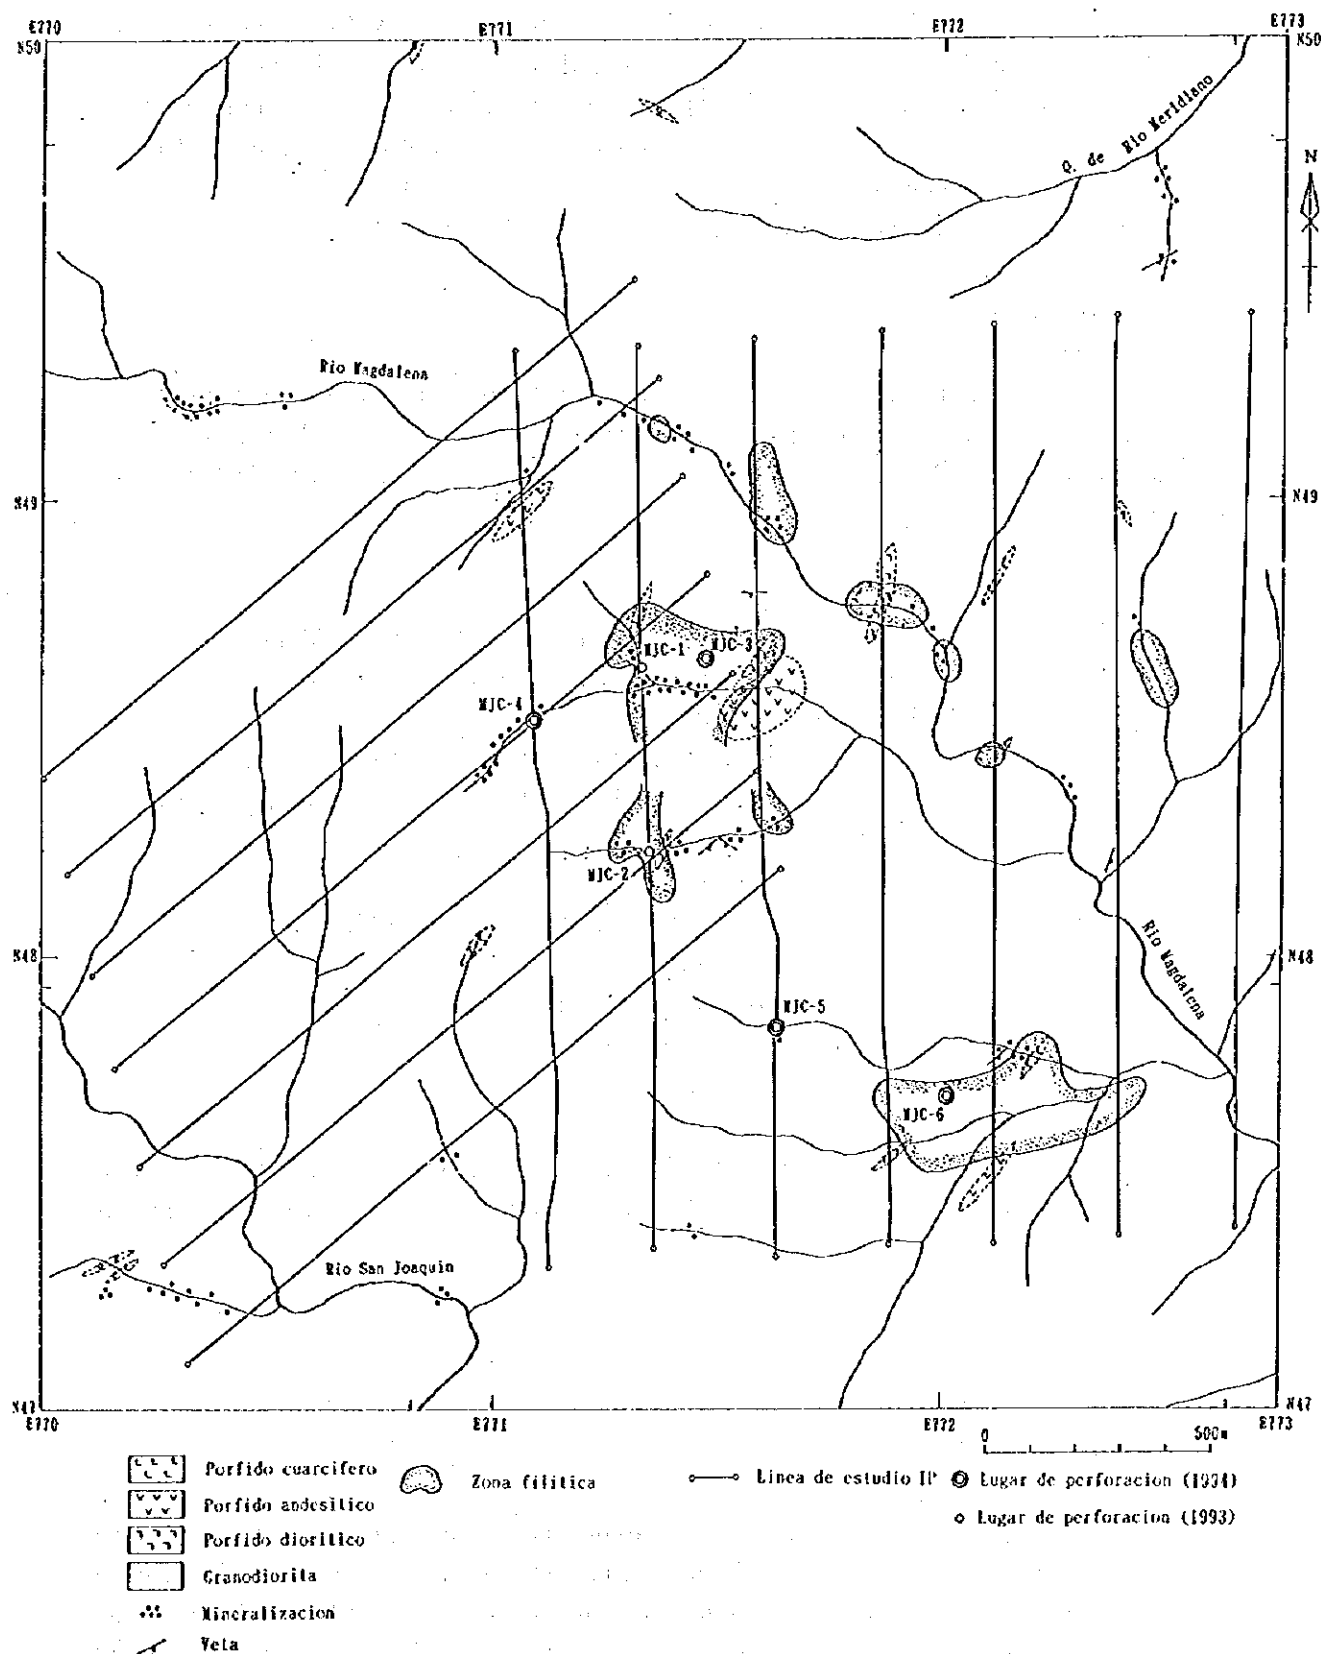 E770 E771 E772 E773
N50 N50
Q. de Rio Meridiano
N
Rio Magdalena
N49 N49
MJC-1 MJC-3
MJC-4
MJC-2
N48 N48
Rio Magdalena
MJC-5
MJC-6
Rio San Joaquin
N47 N47
E770 E771 E772 E773
0 500m
Porfido cuarcifero
Zona filitica
Linea de estudio IP
Lugar de perforacion (1994)
Porfido andesitico
Lugar de perforacion (1993)
Porfido dioritico
Granodiorita
Mineralizacion
Veta